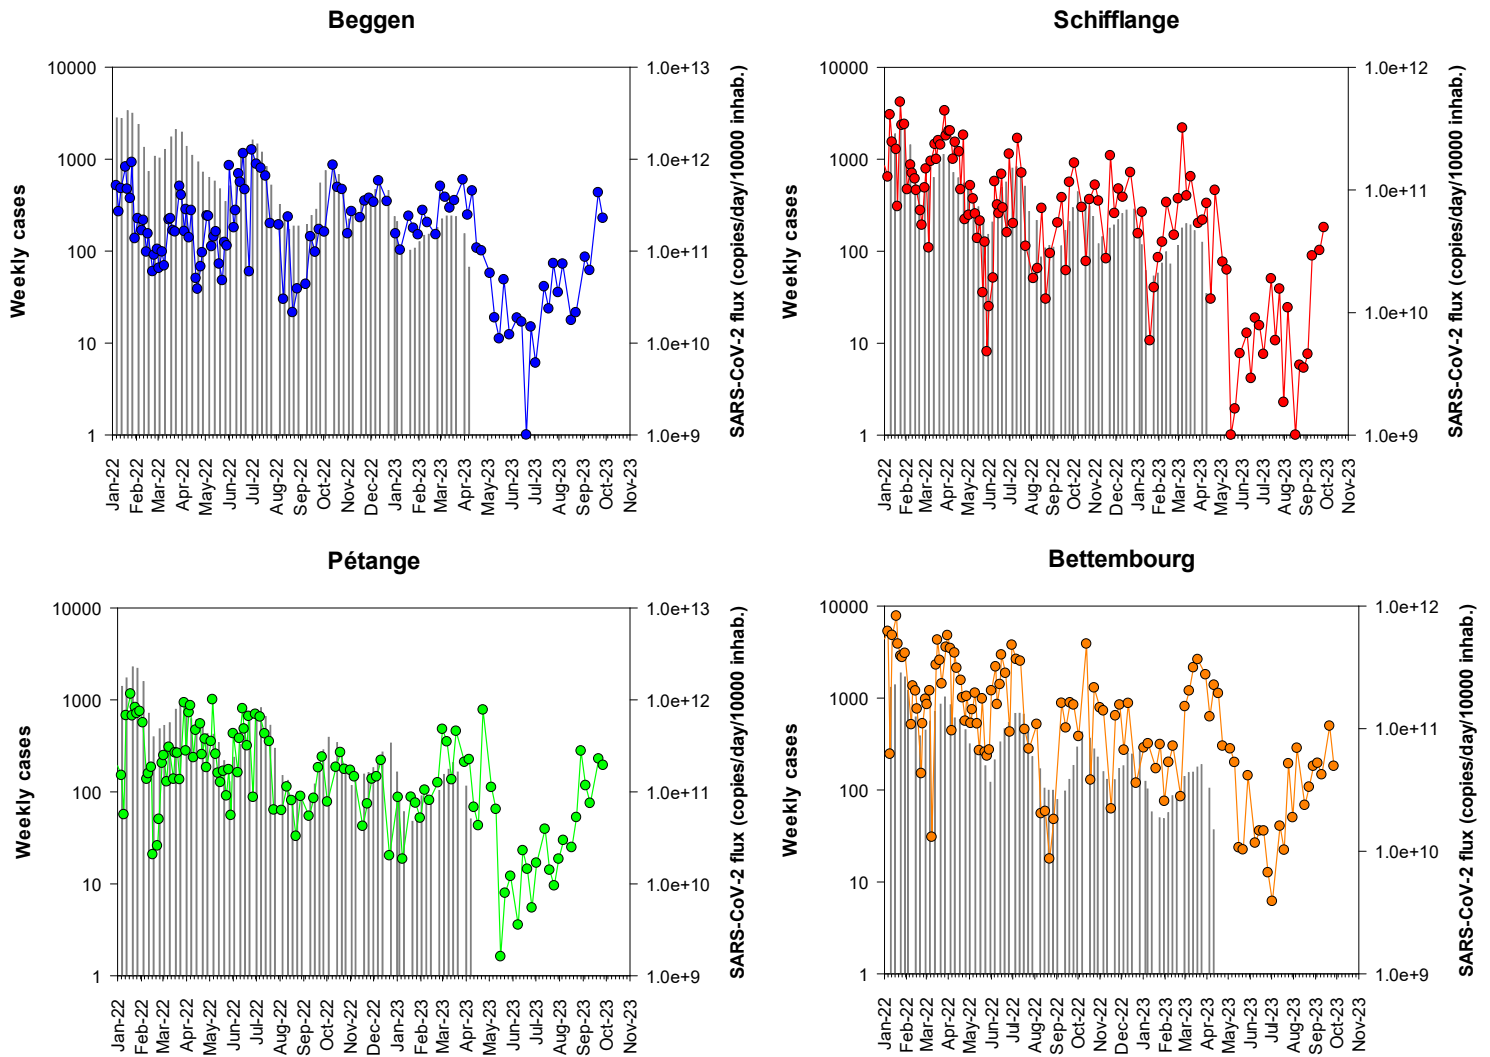 Beggen
Weekly cases
10000
1000
100
10
1
1.0e+13
1.0e+12
1.0e+11
1.0e+10
1.0e+9
SARS-CoV-2 flux (copies/day/10000 inhab.)
Jan-22
Feb-22
Mar-22
Apr-22
May-22
Jun-22
Jul-22
Aug-22
Sep-22
Oct-22
Nov-22
Dec-22
Jan-23
Feb-23
Mar-23
Apr-23
May-23
Jun-23
Jul-23
Aug-23
Sep-23
Oct-23
Nov-23
Schifflange
Weekly cases
10000
1000
100
10
1
1.0e+12
1.0e+11
1.0e+10
1.0e+9
SARS-CoV-2 flux (copies/day/10000 inhab.)
Jan-22
Feb-22
Mar-22
Apr-22
May-22
Jun-22
Jul-22
Aug-22
Sep-22
Oct-22
Nov-22
Dec-22
Jan-23
Feb-23
Mar-23
Apr-23
May-23
Jun-23
Jul-23
Aug-23
Sep-23
Oct-23
Nov-23
Pétange
Weekly cases
10000
1000
100
10
1
1.0e+13
1.0e+12
1.0e+11
1.0e+10
1.0e+9
SARS-CoV-2 flux (copies/day/10000 inhab.)
Jan-22
Feb-22
Mar-22
Apr-22
May-22
Jun-22
Jul-22
Aug-22
Sep-22
Oct-22
Nov-22
Dec-22
Jan-23
Feb-23
Mar-23
Apr-23
May-23
Jun-23
Jul-23
Aug-23
Sep-23
Oct-23
Nov-23
Bettembourg
Weekly cases
10000
1000
100
10
1
1.0e+12
1.0e+11
1.0e+10
1.0e+9
SARS-CoV-2 flux (copies/day/10000 inhab.)
Jan-22
Feb-22
Mar-22
Apr-22
May-22
Jun-22
Jul-22
Aug-22
Sep-22
Oct-22
Nov-22
Dec-22
Jan-23
Feb-23
Mar-23
Apr-23
May-23
Jun-23
Jul-23
Aug-23
Sep-23
Oct-23
Nov-23